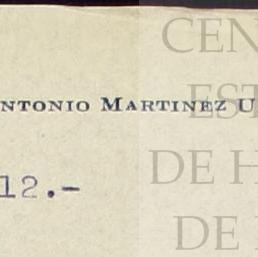 ANTONIO MARTINEZ U
12.-
CEN
EST
DE H
DE